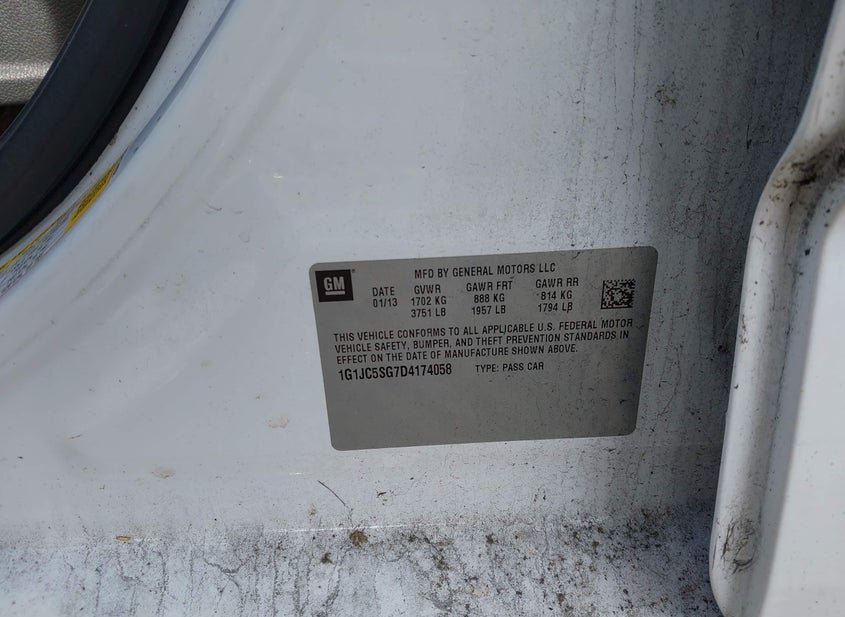 GM
MFD BY GENERAL MOTORS LLC
DATE GVWR GAWR FRT GAWR RR
01/13 1702 KG 888 KG 814 KG
3751 LB 1957 LB 1794 LB
THIS VEHICLE CONFORMS TO ALL APPLICABLE U.S. FEDERAL MOTOR
VEHICLE SAFETY, BUMPER, AND THEFT PREVENTION STANDARDS IN
EFFECT ON THE DATE OF MANUFACTURE SHOWN ABOVE.
1G1JC5SG7D4174058 TYPE: PASS CAR